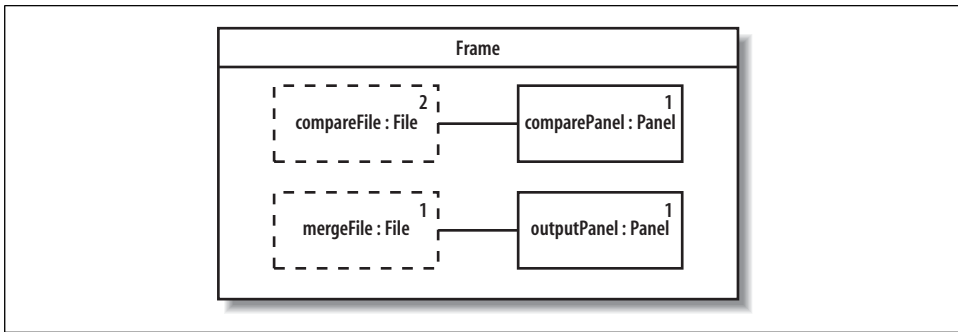 Frame
2
compareFile : File
1
comparePanel : Panel
1
mergeFile : File
1
outputPanel : Panel